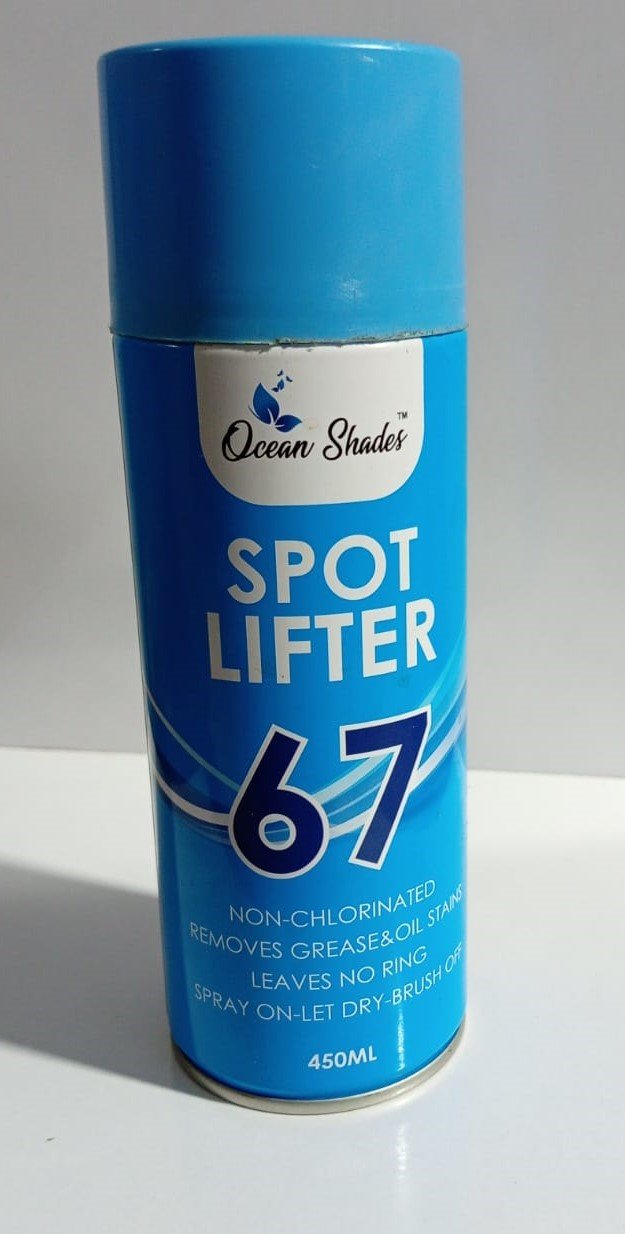 Ocean Shades™
SPOT
LIFTER
67
NON-CHLORINATED
REMOVES GREASE&OIL STAINS
LEAVES NO RING
SPRAY ON-LET DRY-BRUSH OFF
450ML